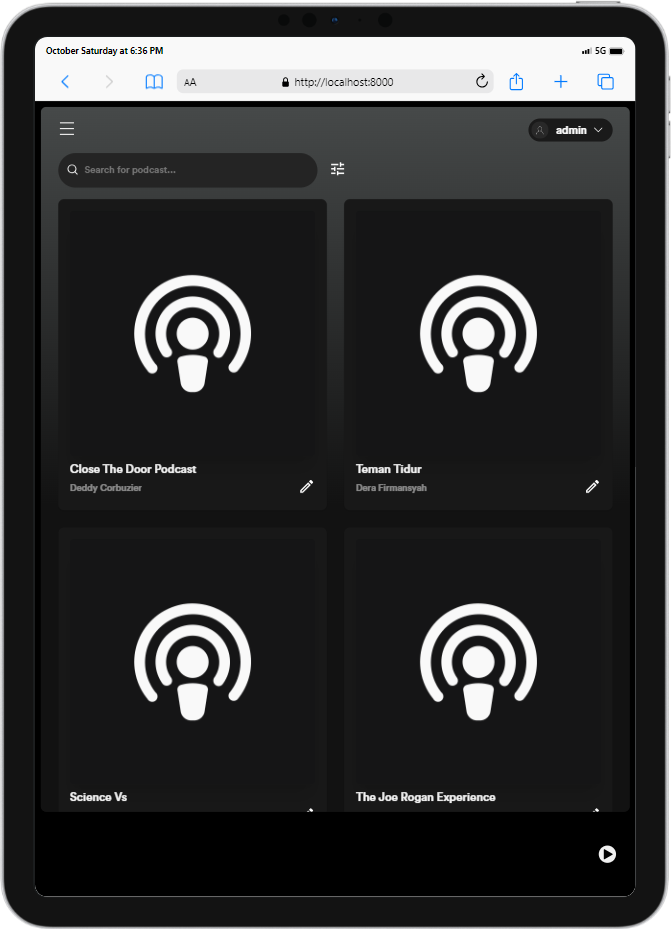 October Saturday at 6:36 PM
5G
AA
http://localhost:8000
admin
Search for podcast...
Close The Door Podcast
Deddy Corbuzier
Teman Tidur
Dera Firmansyah
Science Vs
The Joe Rogan Experience